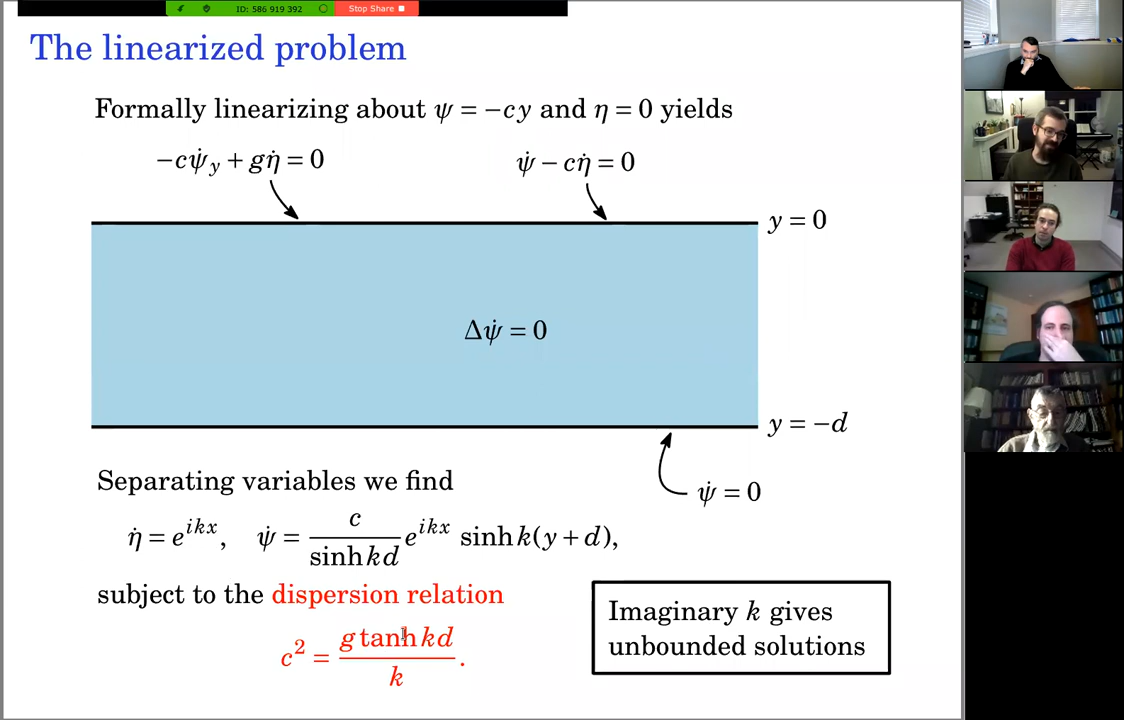 ID: 586 919 392 Stop Share
The linearized problem
Formally linearizing about ψ = −cy and η = 0 yields
−cψ̇_y + gη̇ = 0
ψ̇ − cη̇ = 0
y = 0
Δψ̇ = 0
y = −d
ψ̇ = 0
Separating variables we find
η̇ = e^{ikx}, ψ̇ = \frac{c}{sinh kd} e^{ikx} sinh k(y + d),
subject to the dispersion relation
c² = \frac{g tanh kd}{k}.
Imaginary k gives
unbounded solutions